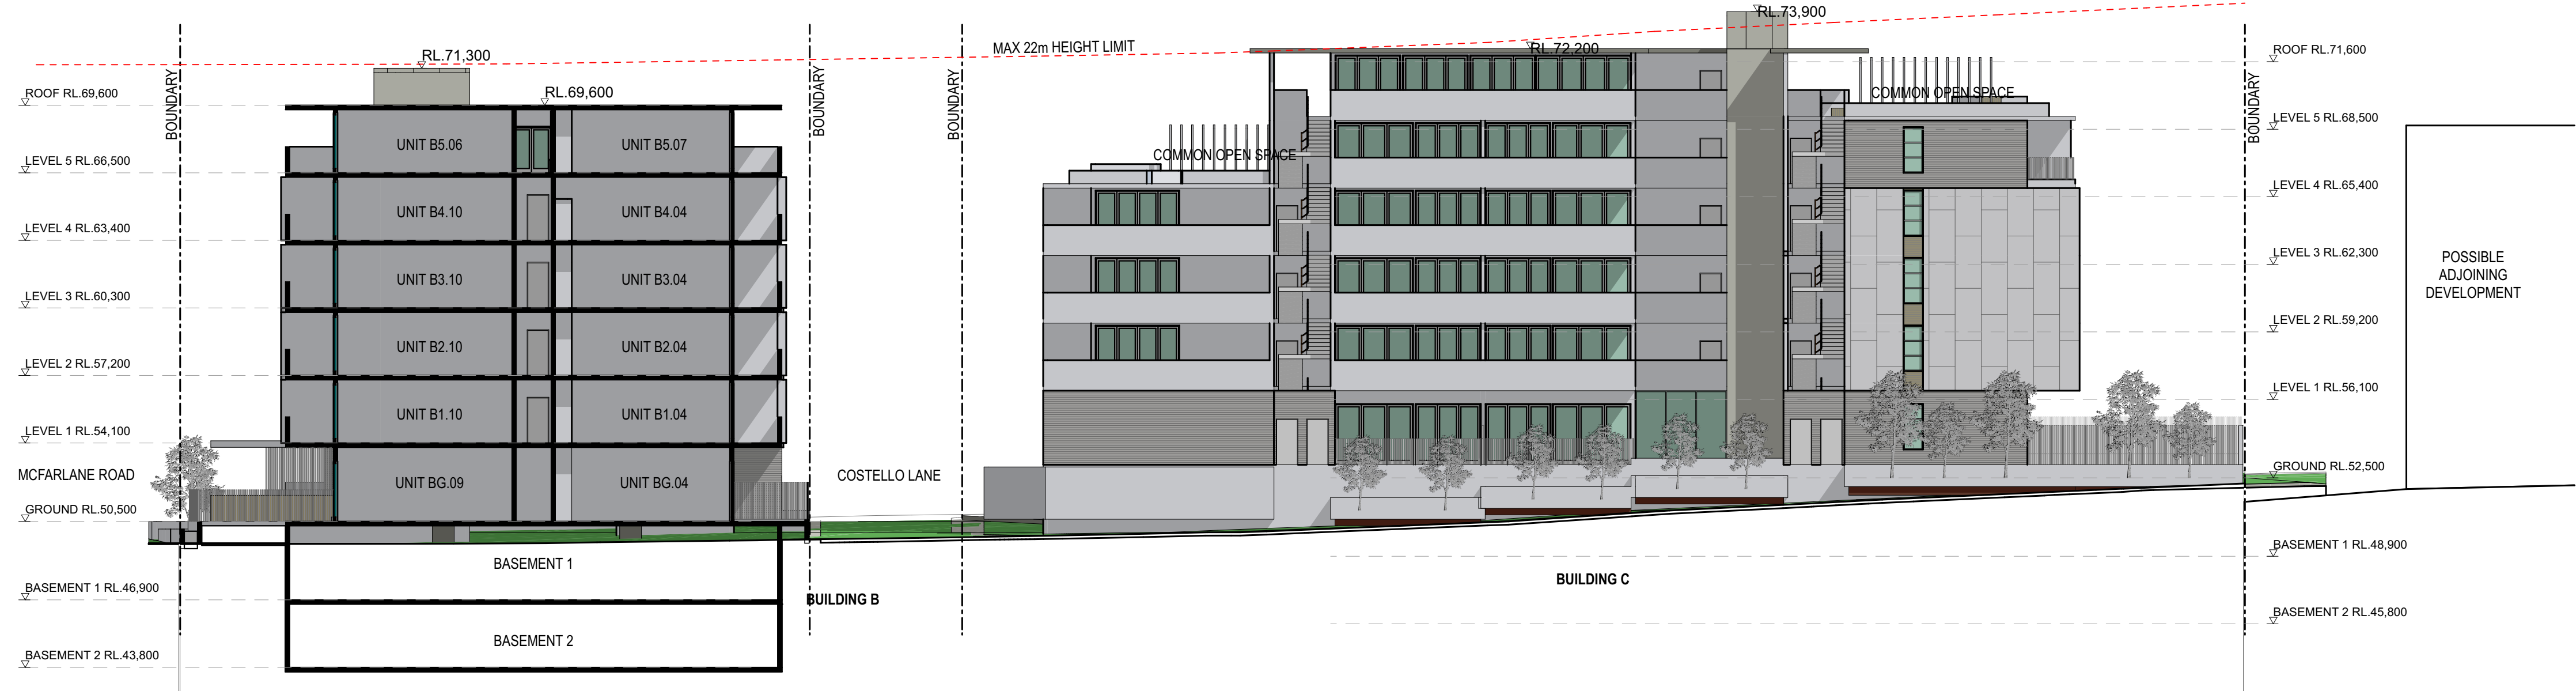 RL.73,900
MAX 22m HEIGHT LIMIT
RL.71,300
RL.72,200
ROOF RL.71,600
ROOF RL.69,600
RL.69,600
BOUNDARY
BOUNDARY
BOUNDARY
BOUNDARY
COMMON OPEN SPACE
LEVEL 5 RL.68,500
UNIT B5.06
UNIT B5.07
COMMON OPEN SPACE
LEVEL 5 RL.66,500
LEVEL 4 RL.65,400
UNIT B4.10
UNIT B4.04
LEVEL 4 RL.63,400
LEVEL 3 RL.62,300
POSSIBLE
ADJOINING
DEVELOPMENT
UNIT B3.10
UNIT B3.04
LEVEL 3 RL.60,300
LEVEL 2 RL.59,200
UNIT B2.10
UNIT B2.04
LEVEL 2 RL.57,200
LEVEL 1 RL.56,100
UNIT B1.10
UNIT B1.04
LEVEL 1 RL.54,100
GROUND RL.52,500
MCFARLANE ROAD
UNIT BG.09
UNIT BG.04
COSTELLO LANE
GROUND RL.50,500
BASEMENT 1 RL.48,900
BASEMENT 1
BUILDING C
BASEMENT 1 RL.46,900
BUILDING B
BASEMENT 2 RL.45,800
BASEMENT 2
BASEMENT 2 RL.43,800